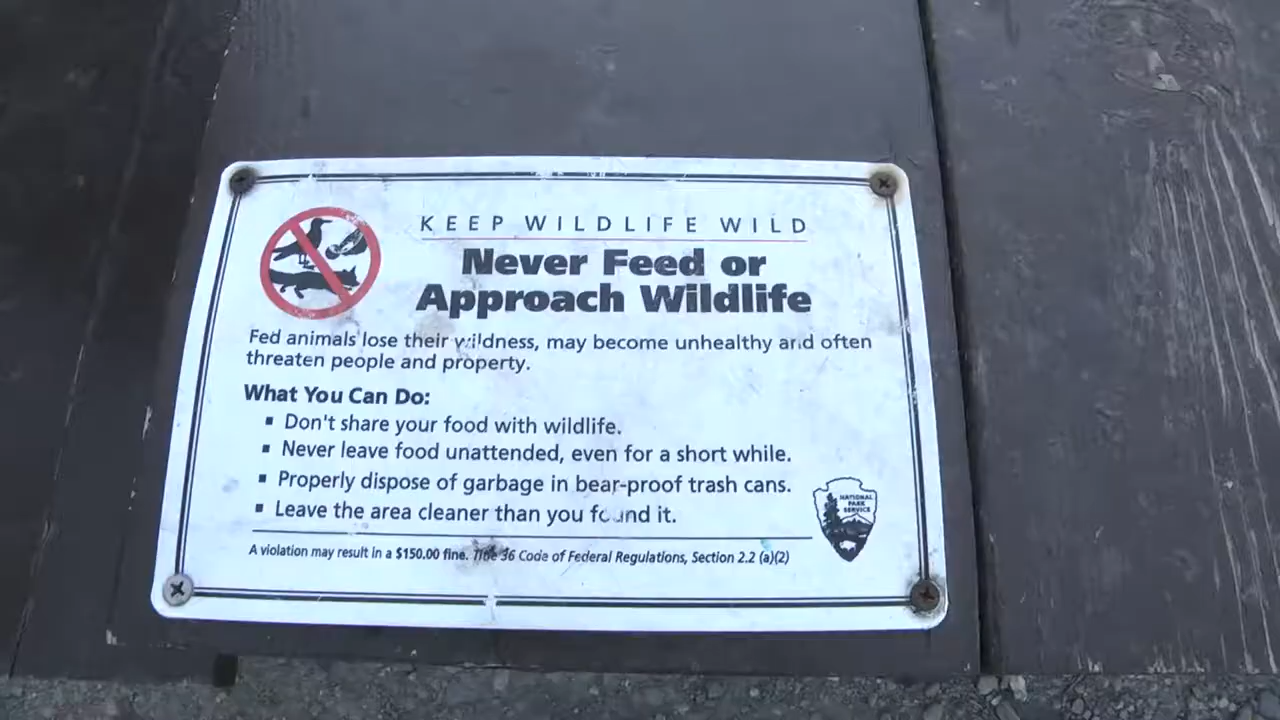 KEEP WILDLIFE WILD
Never Feed or
Approach Wildlife
Fed animals lose their wildness, may become unhealthy and often
threaten people and property.
What You Can Do:
▪ Don't share your food with wildlife.
▪ Never leave food unattended, even for a short while.
▪ Properly dispose of garbage in bear-proof trash cans.
▪ Leave the area cleaner than you found it.
NATIONAL
PARK
SERVICE
A violation may result in a $150.00 fine. Title 36 Code of Federal Regulations, Section 2.2 (a)(2)